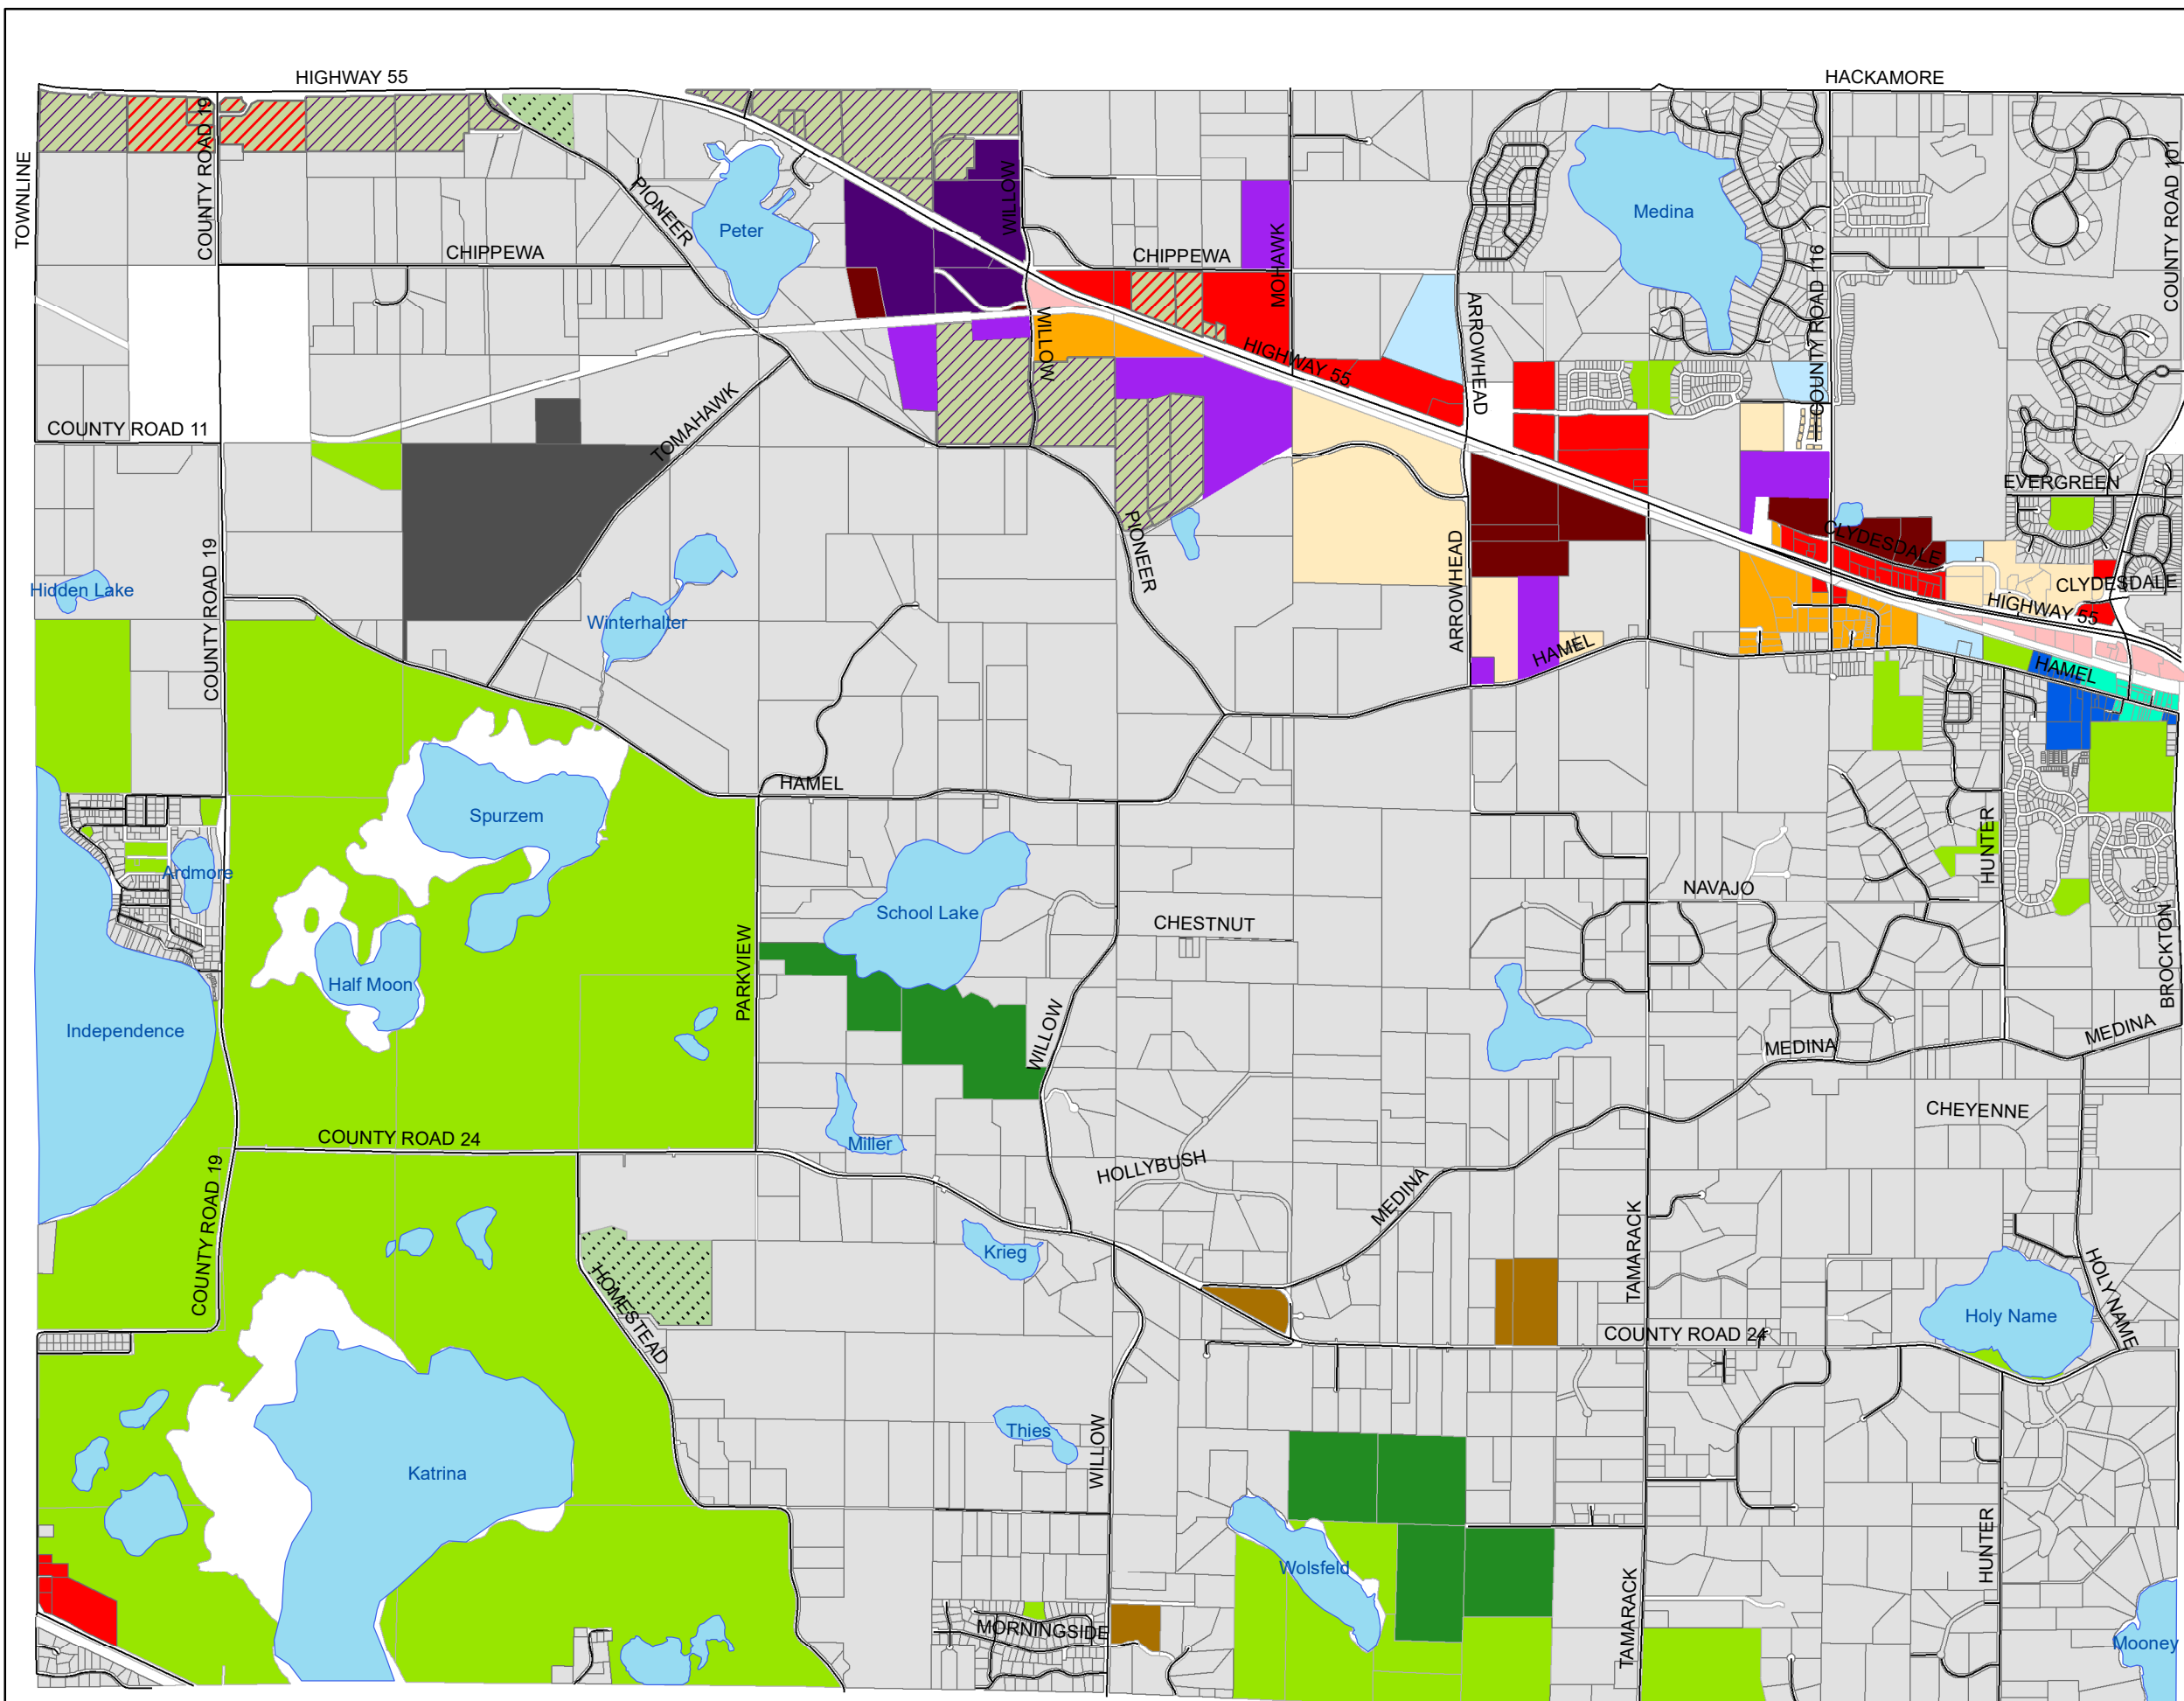 HIGHWAY 55
HACKAMORE
TOWNLINE
COUNTY ROAD 19
COUNTY ROAD 101
PIONEER
WILLOW
Peter
Medina
CHIPPEWA
CHIPPEWA
MOHAWK
COUNTY ROAD 116
ARROWHEAD
WILLOW
HIGHWAY 55
TOMAHAWK
COUNTY ROAD 11
EVERGREEN
PIONEER
CLYDESDALE
CLYDESDALE
HIGHWAY 55
Hidden Lake
COUNTY ROAD 19
Winterhalter
ARROWHEAD
HAMEL
HAMEL
HAMEL
Spurzem
HUNTER
Ardmore
NAVAJO
School Lake
CHESTNUT
BROCKTON
PARKVIEW
Half Moon
Independence
WILLOW
MEDINA
MEDINA
CHEYENNE
COUNTY ROAD 24
Miller
HOLLYBUSH
MEDINA
COUNTY ROAD 19
TAMARACK
Krieg
HOMESTEAD
HOLY NAME
Holy Name
COUNTY ROAD 24
Thies
WILLOW
Katrina
HUNTER
Wolsfeld
TAMARACK
MORNINGSIDE
Mooney